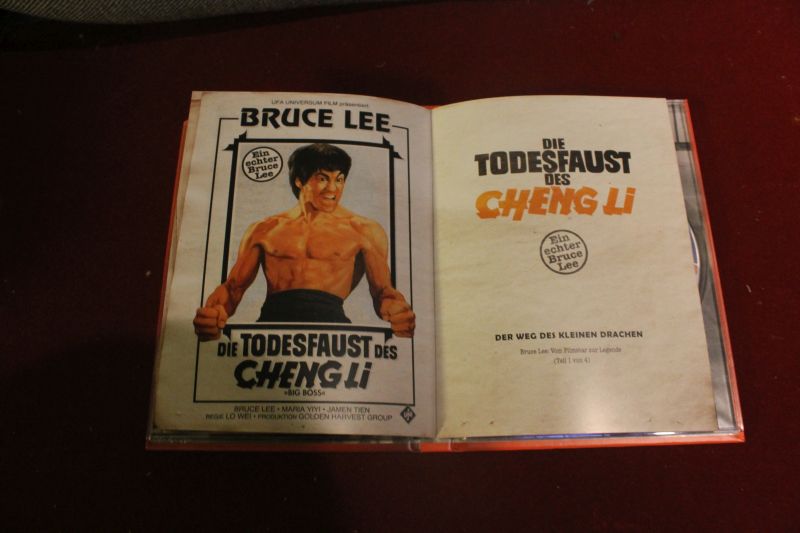 UFA UNIVERSUM FILM präsentiert:
BRUCE LEE
Ein
echter
Bruce
Lee
DIE TODESFAUST DES
CHENG Li
»BIG BOSS«
BRUCE LEE • MARIA YIYI • JAMEN TIEN
REGIE LO WEI • PRODUKTION GOLDEN HARVEST GROUP
DIE
TODESFAUST
DES
CHENG Li
Ein
echter
Bruce
Lee
DER WEG DES KLEINEN DRACHEN
Bruce Lee: Vom Filmstar zur Legende
(Teil 1 von 4)